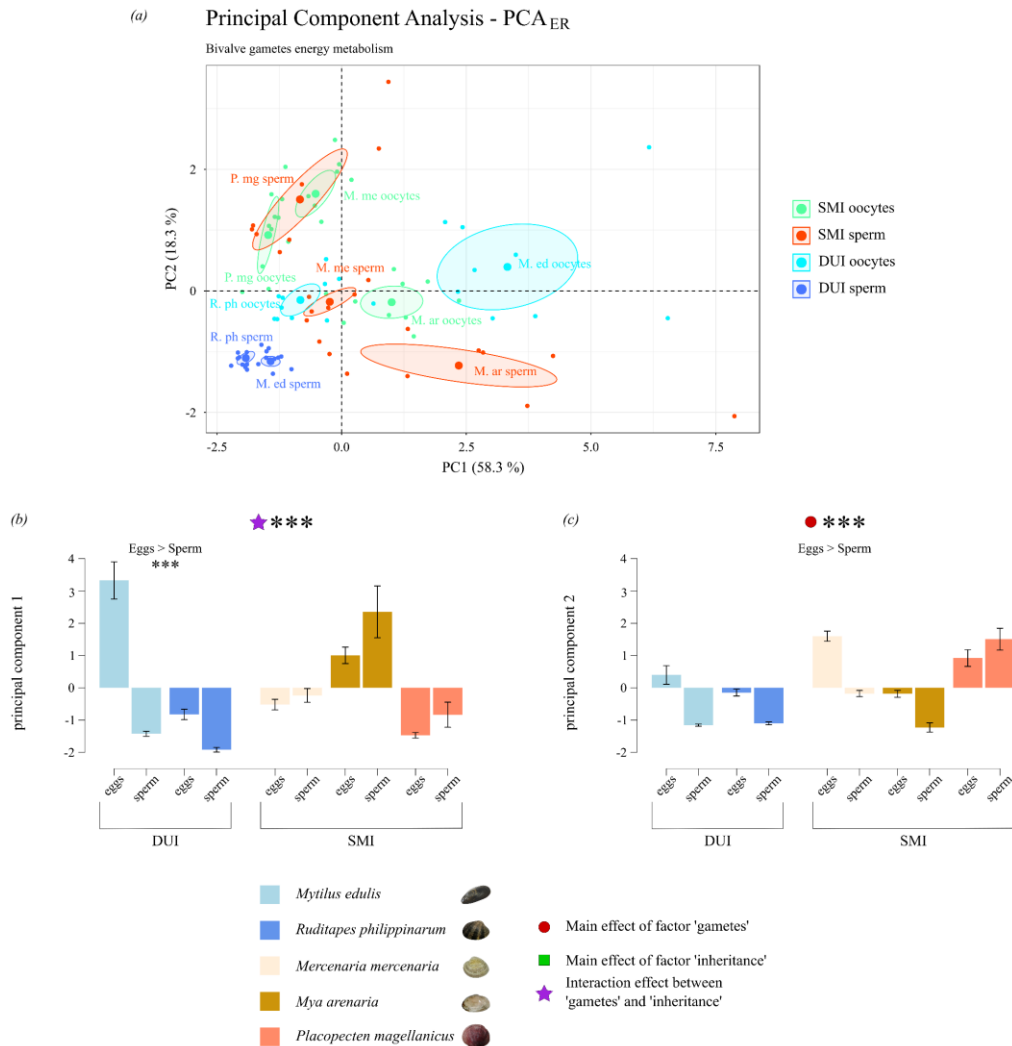 (a) Principal Component Analysis - PCA_ER
Bivalve gametes energy metabolism
PC2 (18.3 %)
2
0
-2
-2.5 0.0 2.5 5.0 7.5
PC1 (58.3 %)
P. mg sperm
M. me oocytes
P. mg oocytes
M. me sperm
M. ed oocytes
R. ph oocytes
M. ar oocytes
R. ph sperm
M. ed sperm
M. ar sperm
SMI oocytes
SMI sperm
DUI oocytes
DUI sperm
(b)
***
Eggs > Sperm
***
principal component 1
4
3
2
1
0
-1
-2
eggs sperm eggs sperm eggs sperm eggs sperm eggs sperm
DUI SMI
(c)
***
Eggs > Sperm
principal component 2
4
3
2
1
0
-1
-2
eggs sperm eggs sperm eggs sperm eggs sperm eggs sperm
DUI SMI
Mytilus edulis
Ruditapes philippinarum
Mercenaria mercenaria
Mya arenaria
Placopecten magellanicus
Main effect of factor 'gametes'
Main effect of factor 'inheritance'
Interaction effect between
'gametes' and 'inheritance'